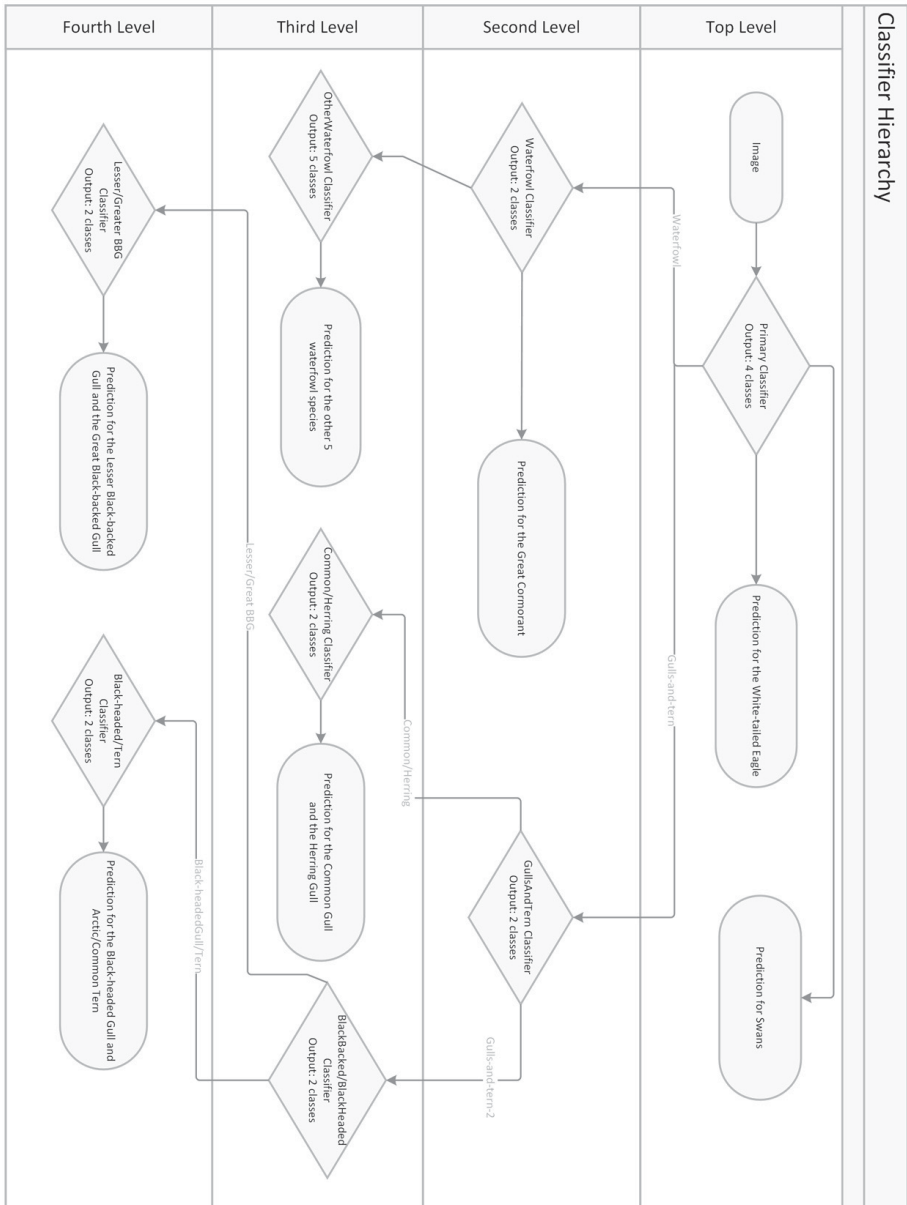 Classifier Hierarchy
Top Level
Image
Primary Classifier
Output: 4 classes
Prediction for the White-tailed Eagle
Prediction for Swans
Waterfowl
Gulls-and-tern
Second Level
Waterfowl Classifier
Output: 2 classes
Prediction for the Great Cormorant
GullsAndTern Classifier
Output: 2 classes
Common/Herring
Gulls-and-tern-2
Third Level
OtherWaterfowl Classifier
Output: 5 classes
Prediction for the other 5
waterfowl species
Common/Herring Classifier
Output: 2 classes
Prediction for the Common Gull
and the Herring Gull
BlackBacked/BlackHeaded
Classifier
Output: 2 classes
Lesser/Great BBG
Black-headedGull/Tern
Fourth Level
Lesser/Greater BBG
Classifier
Output: 2 classes
Prediction for the Lesser Black-backed
Gull and the Great Black-backed Gull
Black-headed/Tern
Classifier
Output: 2 classes
Prediction for the Black-headed Gull and
Arctic/Common Tern